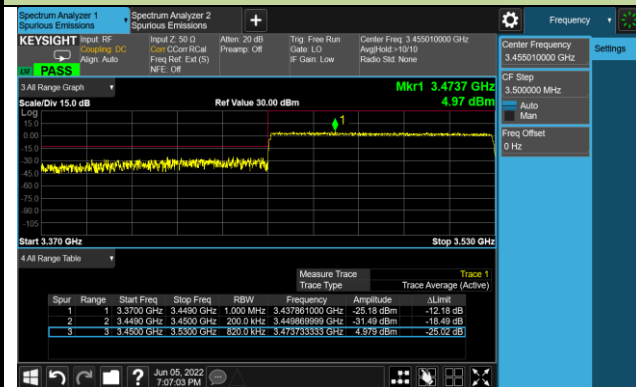 Spectrum Analyzer 1
Spurious Emissions
Spectrum Analyzer 2
Spurious Emissions
+
Frequency
KEYSIGHT
Input: RF
Coupling: DC
Align: Auto
Input Z: 50 Ω
Corr CCorr RCal
Freq Ref: Ext (S)
NFE: Off
Atten: 20 dB
Preamp: Off
Trig: Free Run
Gate: LO
IF Gain: Low
Center Freq: 3.455010000 GHz
Avg|Hold:>10/10
Radio Std: None
PASS
Center Frequency
3.455010000 GHz
Settings
CF Step
3.500000 MHz
Auto
Man
Freq Offset
0 Hz
3 All Range Graph
Mkr1 3.4737 GHz
4.97 dBm
Scale/Div 15.0 dB
Ref Value 30.00 dBm
Log
15.0
0.00
-15.0
-30.0
-45.0
-60.0
-75.0
-90.0
-105
1
Start 3.370 GHz
Stop 3.530 GHz
4 All Range Table
Measure Trace Trace 1
Trace Type Trace Average (Active)
Spur Range Start Freq Stop Freq RBW Frequency Amplitude ΔLimit
1 1 3.3700 GHz 3.4490 GHz 1.000 MHz 3.437861000 GHz -25.18 dBm -12.18 dB
2 2 3.4490 GHz 3.4500 GHz 200.0 kHz 3.449869999 GHz -31.49 dBm -18.49 dB
3 3 3.4500 GHz 3.5300 GHz 820.0 kHz 3.473733333 GHz 4.979 dBm -25.02 dB
?
Jun 05, 2022
7:07:03 PM